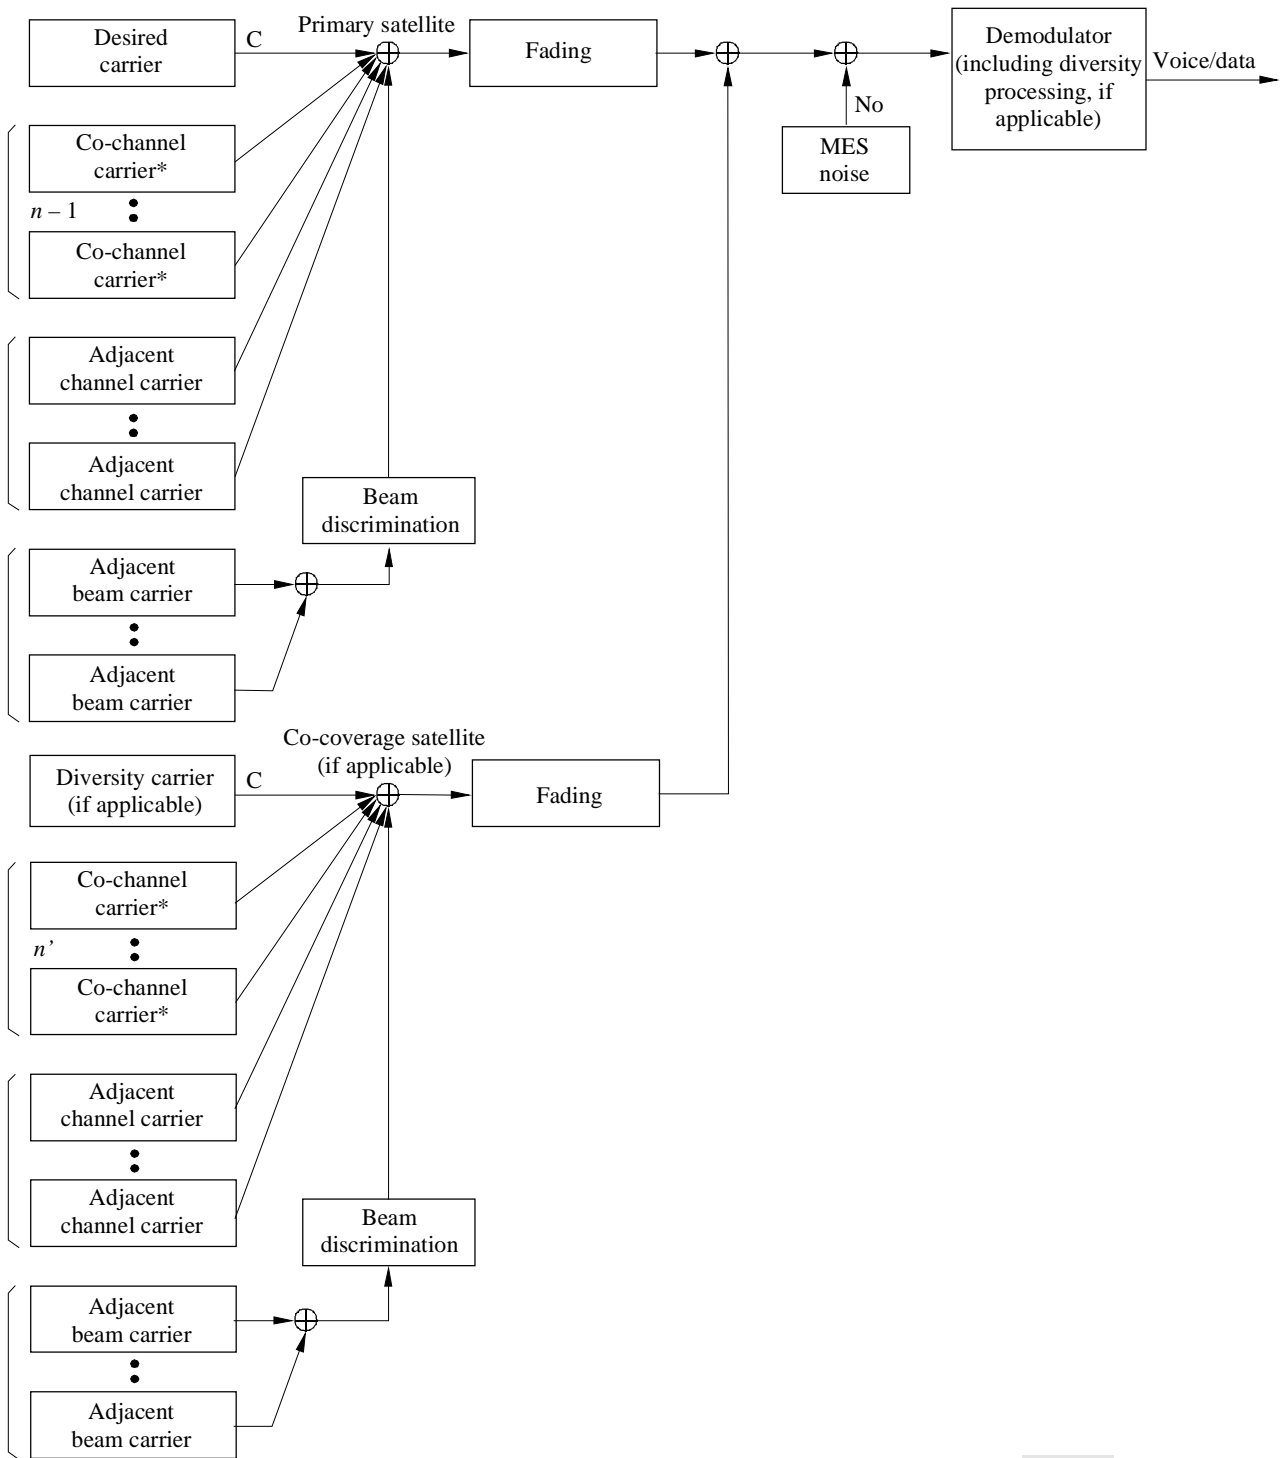 Desired
carrier
C
Primary satellite
Fading
Demodulator
(including diversity
processing, if
applicable)
Voice/data
No
MES
noise
Co-channel
carrier*
n – 1
Co-channel
carrier*
Adjacent
channel carrier
Adjacent
channel carrier
Beam
discrimination
Adjacent
beam carrier
Adjacent
beam carrier
Co-coverage satellite
(if applicable)
Diversity carrier
(if applicable)
C
Fading
Co-channel
carrier*
n’
Co-channel
carrier*
Adjacent
channel carrier
Adjacent
channel carrier
Beam
discrimination
Adjacent
beam carrier
Adjacent
beam carrier